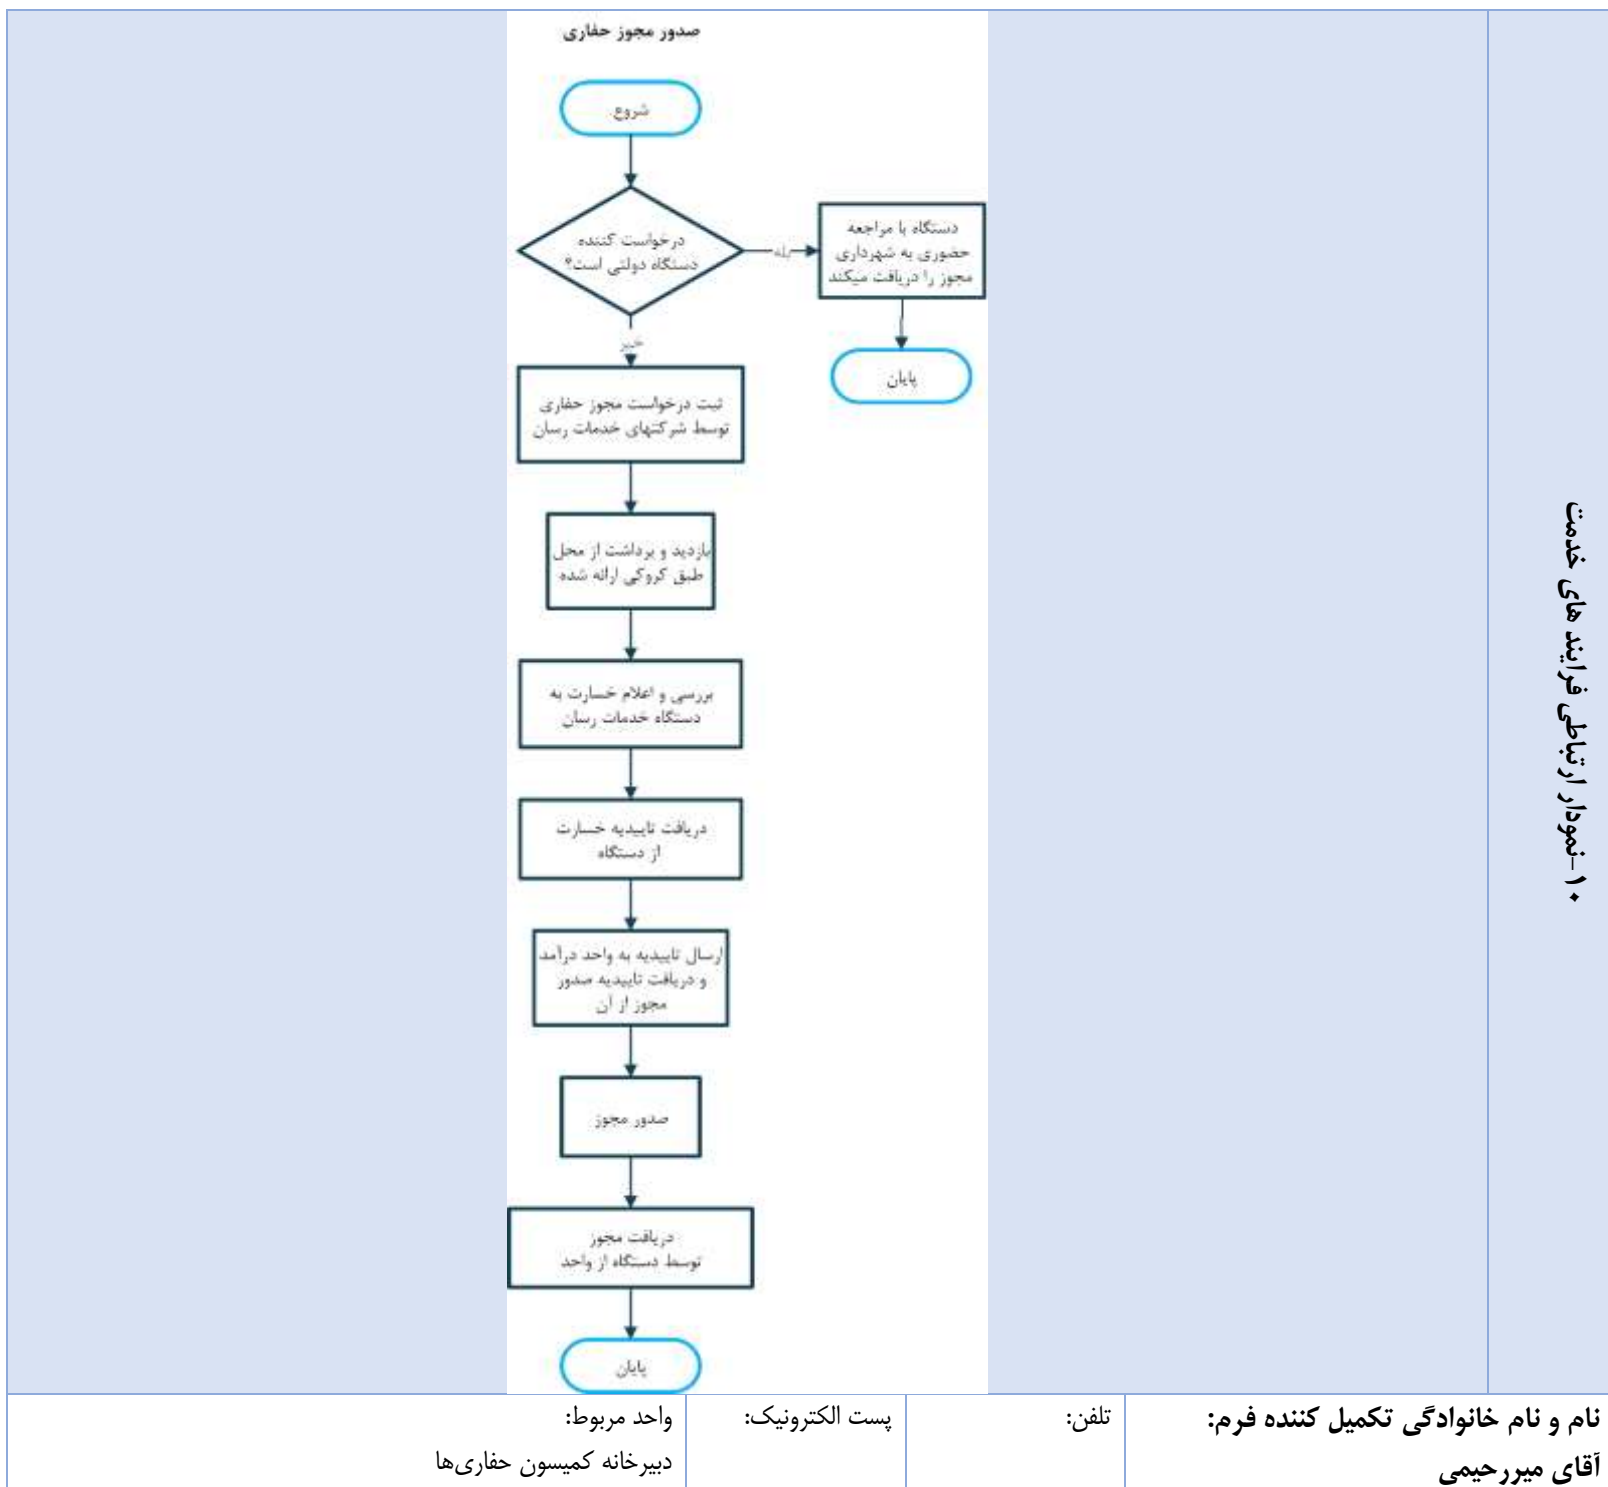 صدور مجوز حفاری
شروع
درخواست کننده
دستگاه دولتی است؟
بله
دستگاه با مراجعه
حضوری به شهرداری
مجوز را دریافت میکند
پایان
خیر
ثبت درخواست مجوز حفاری
توسط شرکتهای خدمات رسان
بازدید و برداشت از محل
طبق کروکی ارائه شده
بررسی و اعلام خسارت به
دستگاه خدمات رسان
دریافت تاییدیه خسارت
از دستگاه
ارسال تاییدیه به واحد درآمد
و دریافت تاییدیه صدور
مجوز از آن
صدور مجوز
دریافت مجوز
توسط دستگاه از واحد
پایان
۱۰-نمودار ارتباطی فرایند های خدمت
نام و نام خانوادگی تکمیل کننده فرم:
آقای میررحیمی
تلفن:
پست الکترونیک:
واحد مربوط:
دبیرخانه کمیسون حفاری‌ها